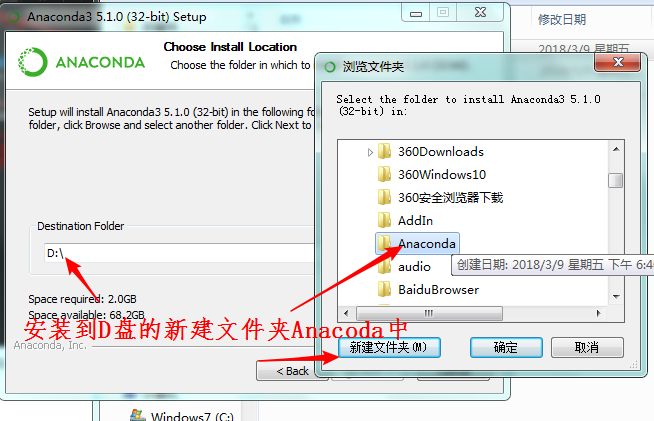 Anaconda3 5.1.0 (32-bit) Setup
修改日期
2018/3/9 星期五
ANACONDA
Choose Install Location
Choose the folder in which to
Setup will install Anaconda3 5.1.0 (32-bit) in the following fo
folder, click Browse and select another folder. Click Next to
Destination Folder
D:\
Space required: 2.0GB
Space available: 68.2GB
安装到D盘的新建文件夹Anacoda中
Anaconda, Inc.
< Back
浏览文件夹
Select the folder to install Anaconda3 5.1.0
(32-bit) in:
360Downloads
360Windows10
360安全浏览器下载
AddIn
Anaconda
创建日期: 2018/3/9 星期五 下午 6:4
audio
BaiduBrowser
新建文件夹(M)
确定
取消
Windows7 (C:)